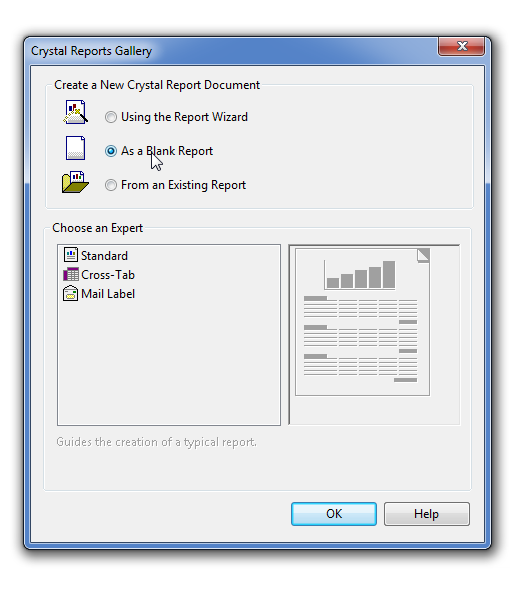 Crystal Reports Gallery
Create a New Crystal Report Document
Using the Report Wizard
As a Blank Report
From an Existing Report
Choose an Expert
Standard
Cross-Tab
Mail Label
Guides the creation of a typical report.
OK
Help